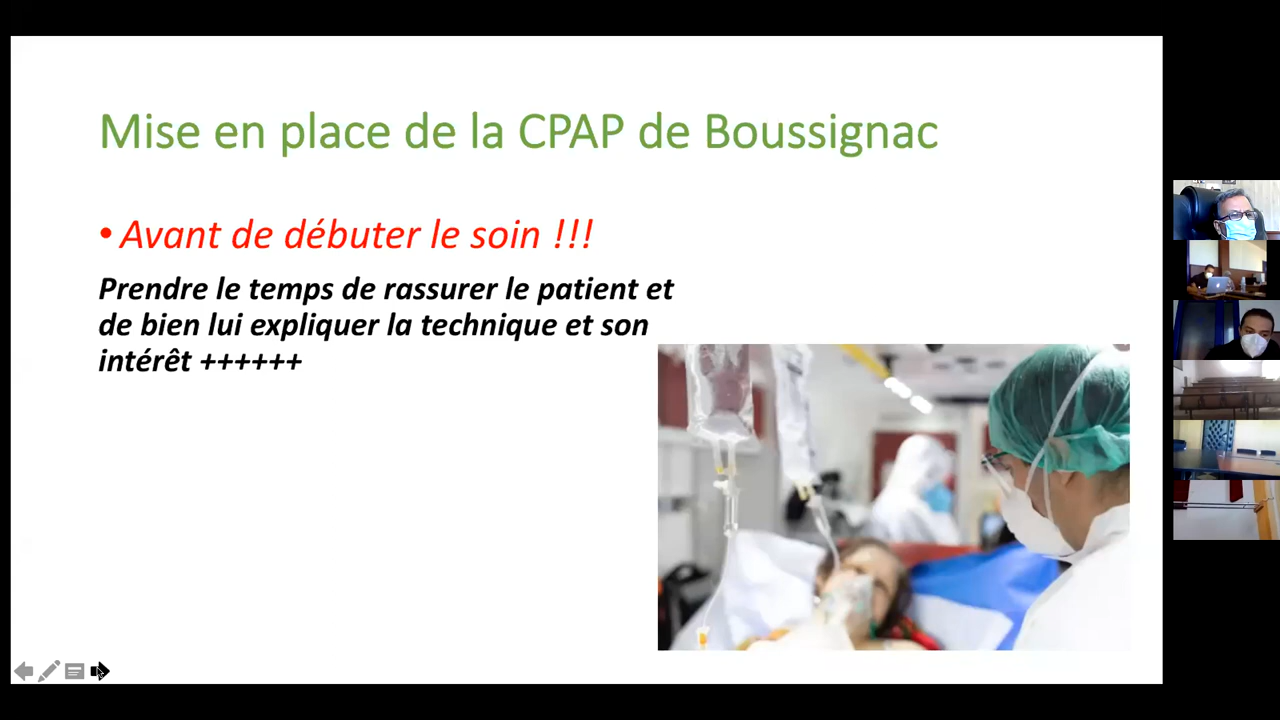 Mise en place de la CPAP de Boussignac
• Avant de débuter le soin !!!
Prendre le temps de rassurer le patient et
de bien lui expliquer la technique et son
intérêt ++++++